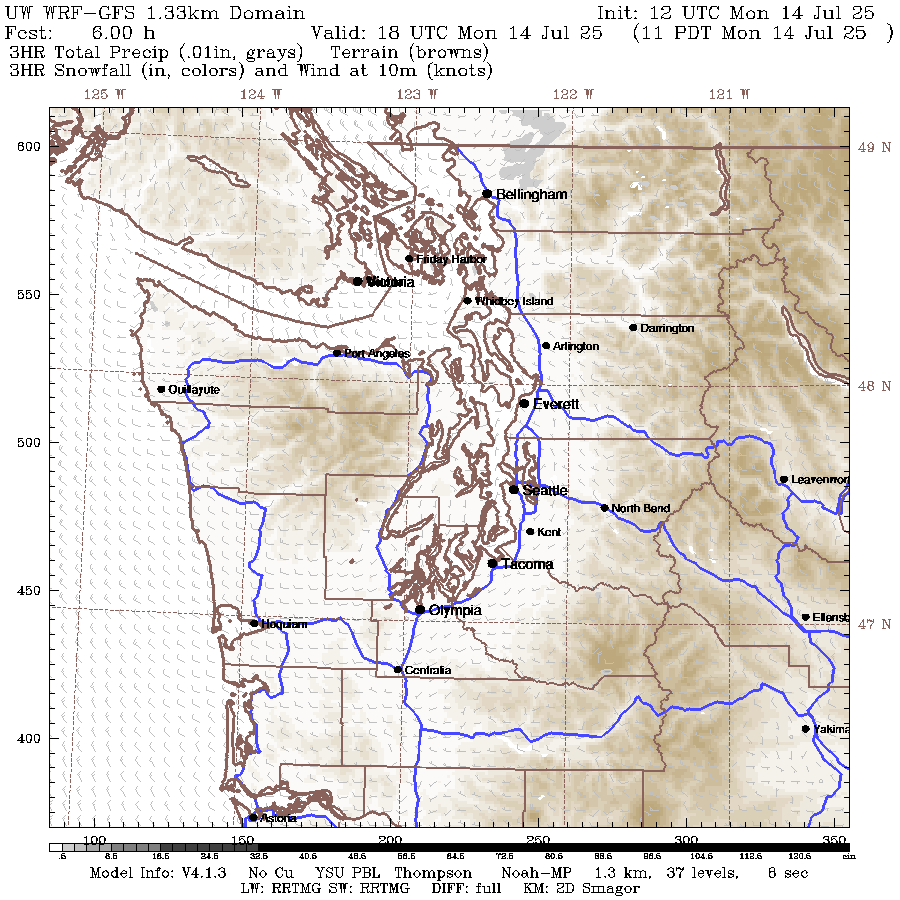 UW WRF-GFS 1.33km Domain Init: 12 UTC Mon 14 Jul 25
Fcst: 6.00 h Valid: 18 UTC Mon 14 Jul 25 (11 PDT Mon 14 Jul 25 )
3HR Total Precip (.01in, grays) Terrain (browns)
3HR Snowfall (in, colors) and Wind at 10m (knots)
125 W 124 W 123 W 122 W 121 W
600 49 N
Bellingham
Friday Harbor
Victoria
550
Whidbey Island
Darrington
Arlington
Port Angeles
Quillayute 48 N
Everett
500
Leavenwor
Seattle
North Bend
Kent
Tacoma
450
Olympia
Ellensb
Hoquiam 47 N
Centralia
Yakima
400
Astoria
100 150 200 250 300 350
.5 8.5 16.5 24.5 32.5 40.5 48.5 56.5 64.5 72.5 80.5 88.5 96.5 104.5 112.5 120.5 cin
Model Info: V4.1.3 No Cu YSU PBL Thompson Noah-MP 1.3 km, 37 levels, 8 sec
LW: RRTMG SW: RRTMG DIFF: full KM: 2D Smagor